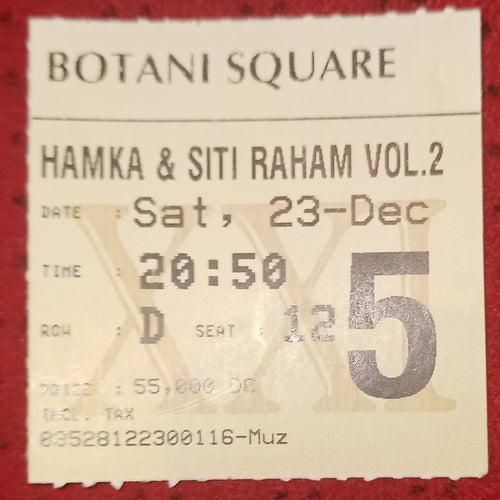 BOTANI SQUARE
HAMKA & SITI RAHAM VOL.2
DATE : Sat, 23-Dec
TIME : 20:50
ROW : D SEAT : 12
5
PRICE : 55,000 DC
INCL. TAX
03528122300116-Muz
XXI